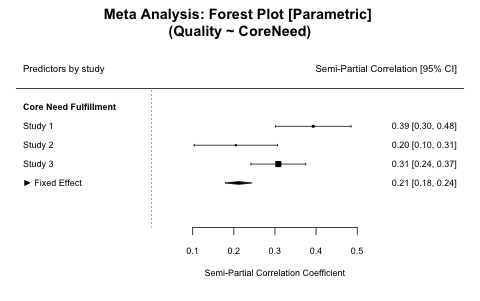 Meta Analysis: Forest Plot [Parametric]
(Quality ~ CoreNeed)
Predictors by study Semi-Partial Correlation [95% CI]
Core Need Fulfillment
Study 1 0.39 [0.30, 0.48]
Study 2 0.20 [0.10, 0.31]
Study 3 0.31 [0.24, 0.37]
► Fixed Effect 0.21 [0.18, 0.24]
0.1 0.2 0.3 0.4 0.5
Semi-Partial Correlation Coefficient